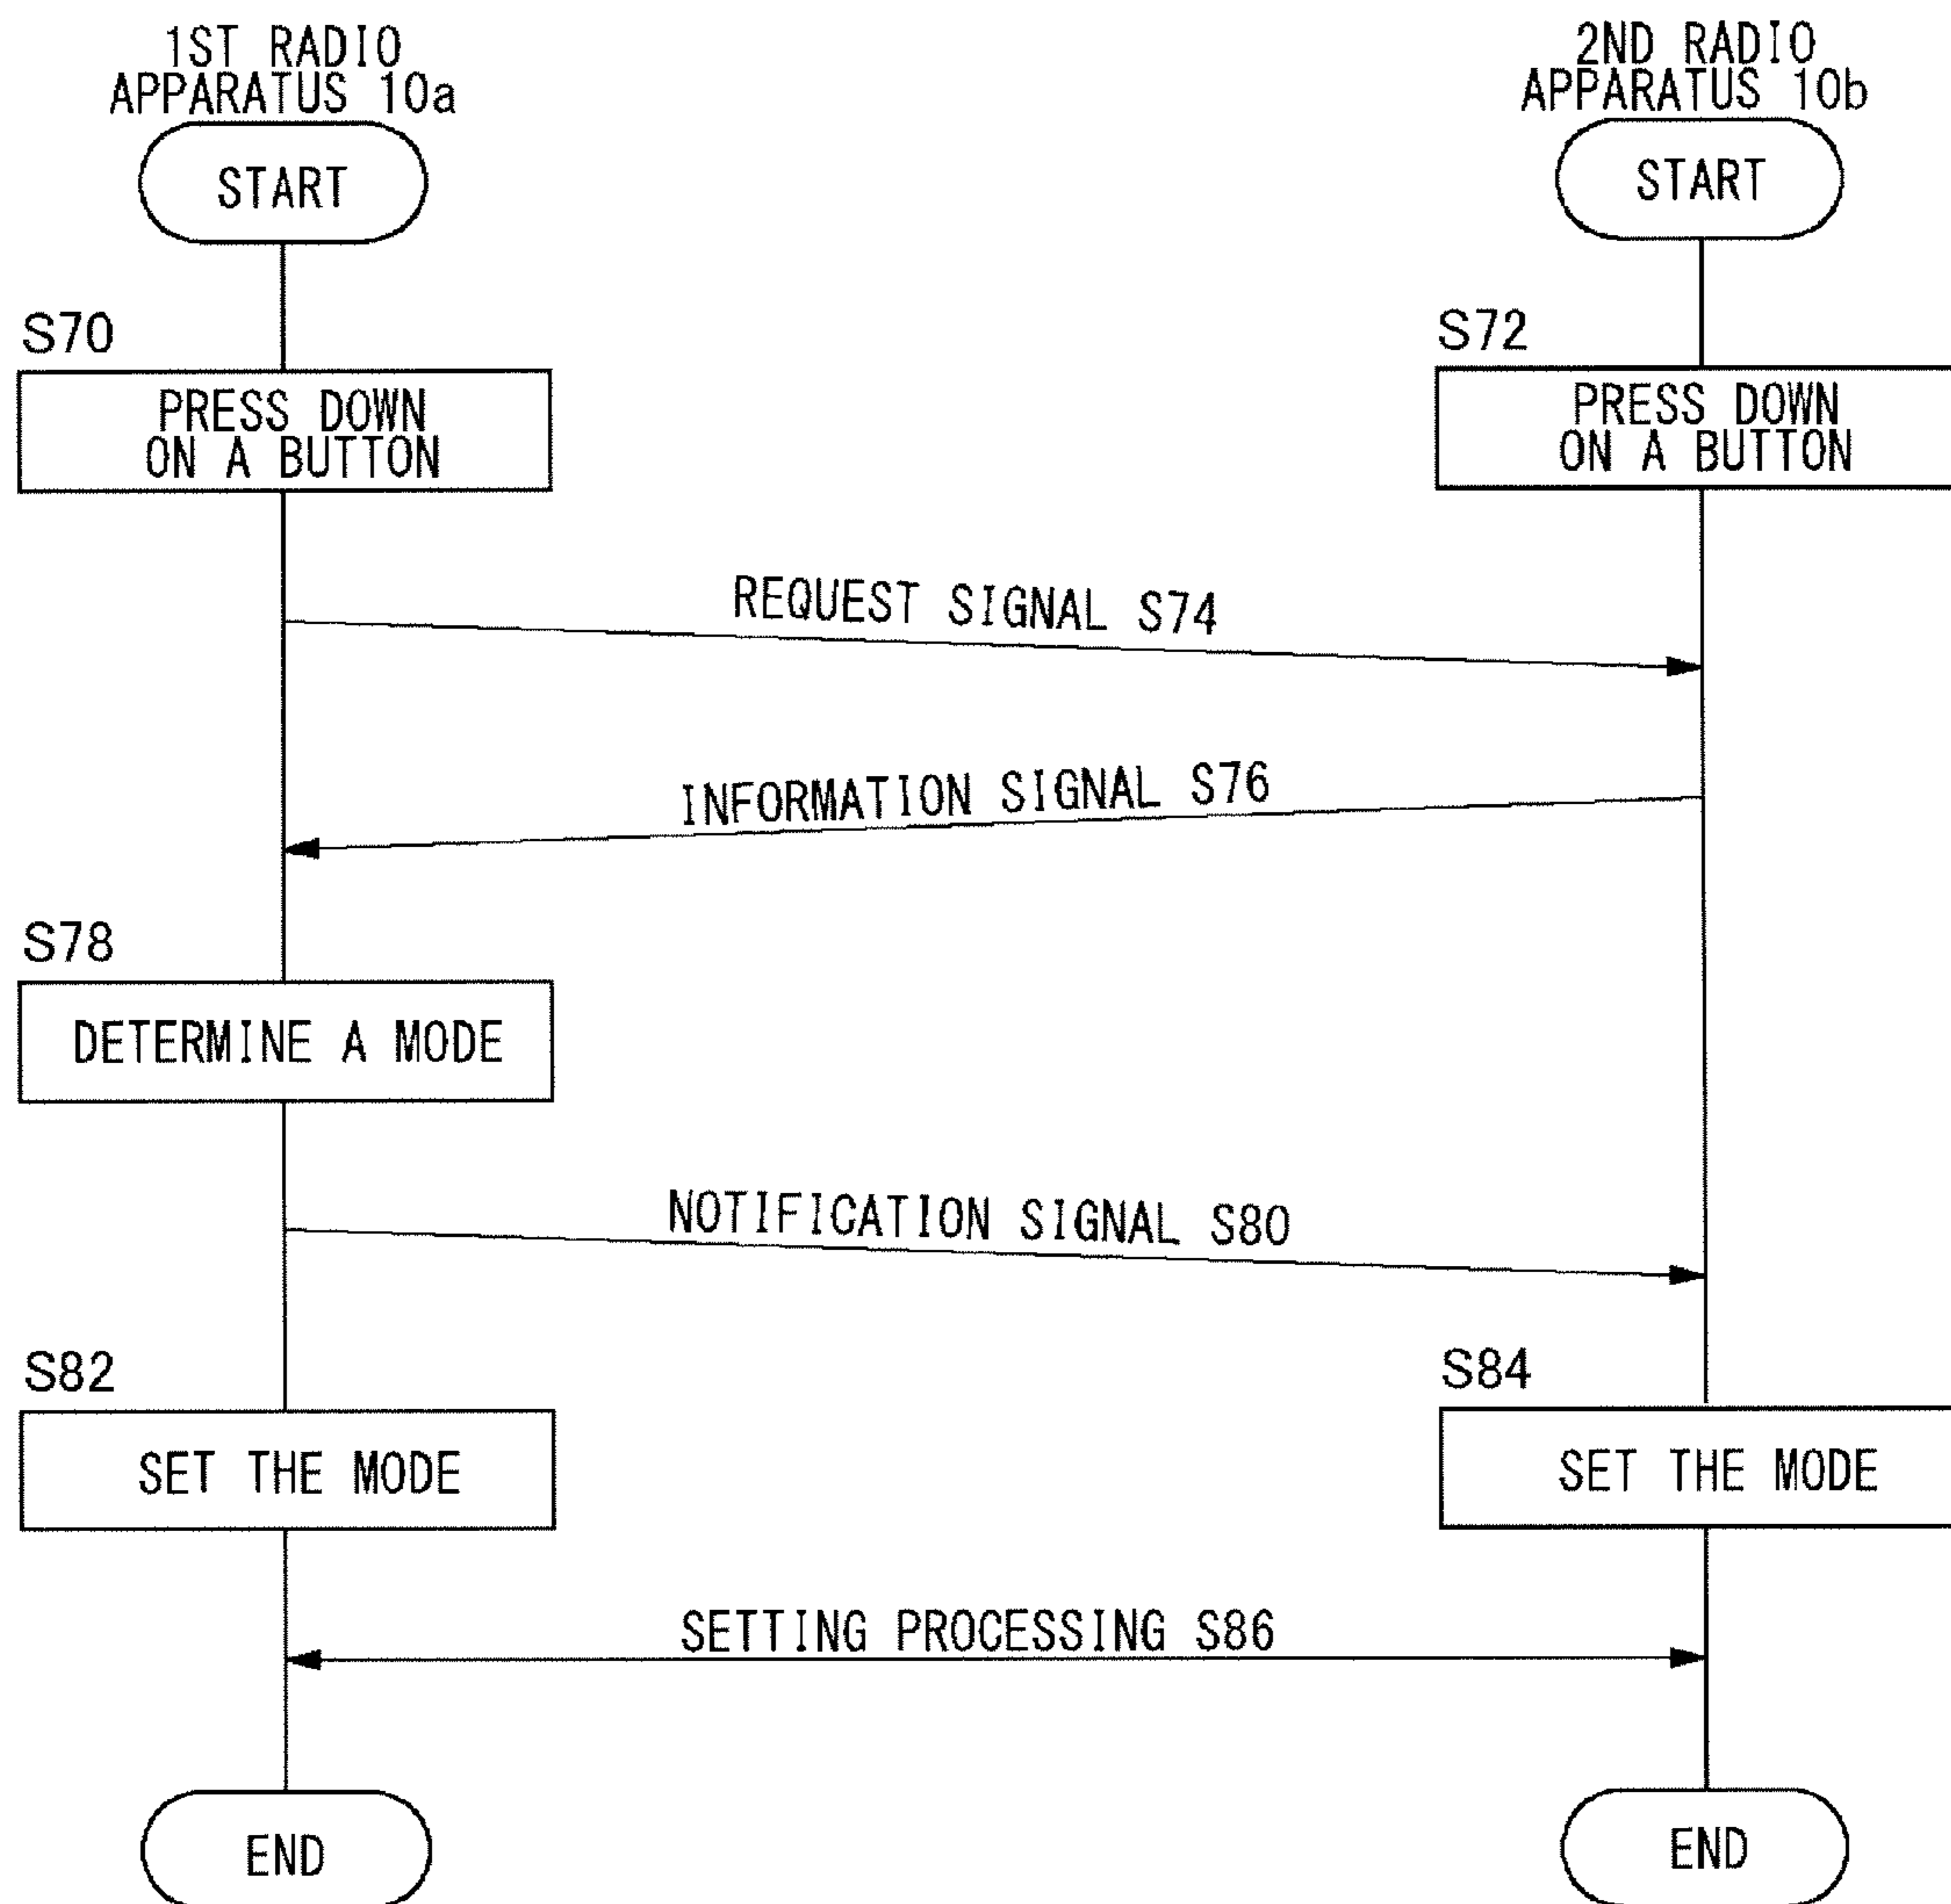 1ST RADIO
APPARATUS 10a
2ND RADIO
APPARATUS 10b
START
START
S70
S72
PRESS DOWN
ON A BUTTON
PRESS DOWN
ON A BUTTON
REQUEST SIGNAL S74
INFORMATION SIGNAL S76
S78
DETERMINE A MODE
NOTIFICATION SIGNAL S80
S82
S84
SET THE MODE
SET THE MODE
SETTING PROCESSING S86
END
END